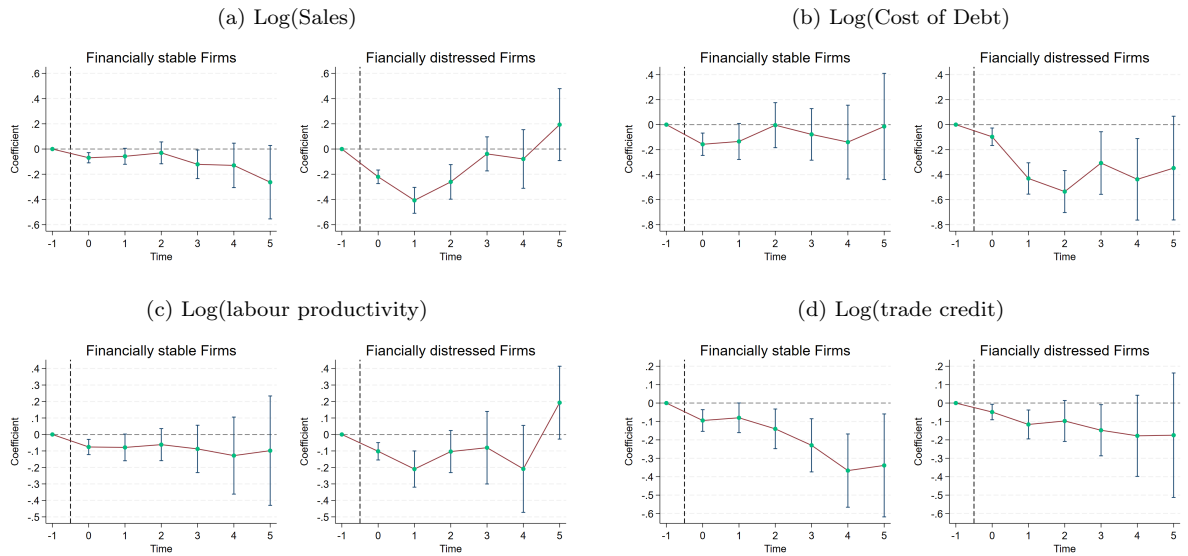 (a) Log(Sales)
(b) Log(Cost of Debt)
Financially stable Firms
Fiancially distressed Firms
Financially stable Firms
Fiancially distressed Firms
.6
.4
.2
0
-.2
-.4
-.6
Coefficient
-1 0 1 2 3 4 5
Time
.6
.4
.2
0
-.2
-.4
-.6
Coefficient
-1 0 1 2 3 4 5
Time
.4
.2
0
-.2
-.4
-.6
-.8
Coefficient
-1 0 1 2 3 4 5
Time
.4
.2
0
-.2
-.4
-.6
-.8
Coefficient
-1 0 1 2 3 4 5
Time
(c) Log(labour productivity)
(d) Log(trade credit)
Financially stable Firms
Fiancially distressed Firms
Financially stable Firms
Fiancially distressed Firms
.4
.3
.2
.1
0
-.1
-.2
-.3
-.4
-.5
Coefficient
-1 0 1 2 3 4 5
Time
.4
.3
.2
.1
0
-.1
-.2
-.3
-.4
-.5
Coefficient
-1 0 1 2 3 4 5
Time
.2
.1
0
-.1
-.2
-.3
-.4
-.5
-.6
Coefficient
-1 0 1 2 3 4 5
Time
.2
.1
0
-.1
-.2
-.3
-.4
-.5
-.6
Coefficient
-1 0 1 2 3 4 5
Time